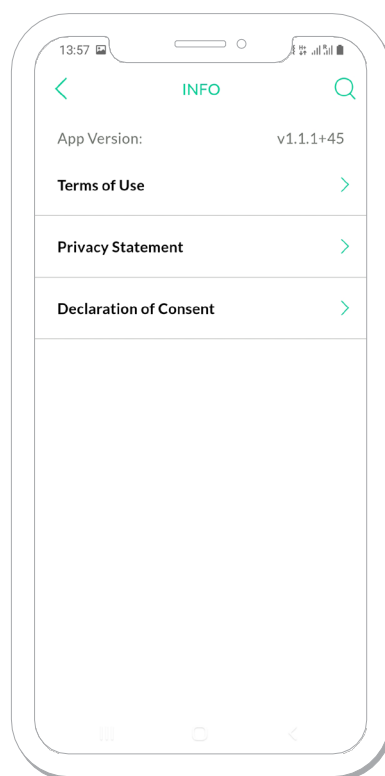 13:57
INFO
App Version: v1.1.1+45
Terms of Use
Privacy Statement
Declaration of Consent